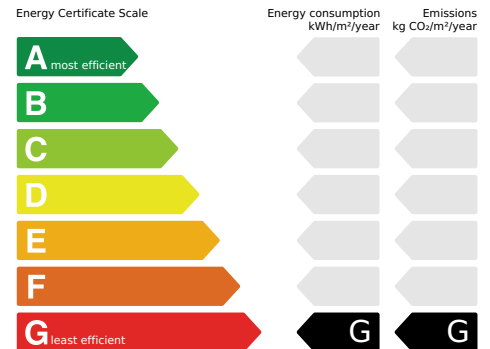 Energy Certificate Scale
Energy consumption
kWh/m²/year
Emissions
kg CO₂/m²/year
A most efficient
B
C
D
E
F
G least efficient
G
G